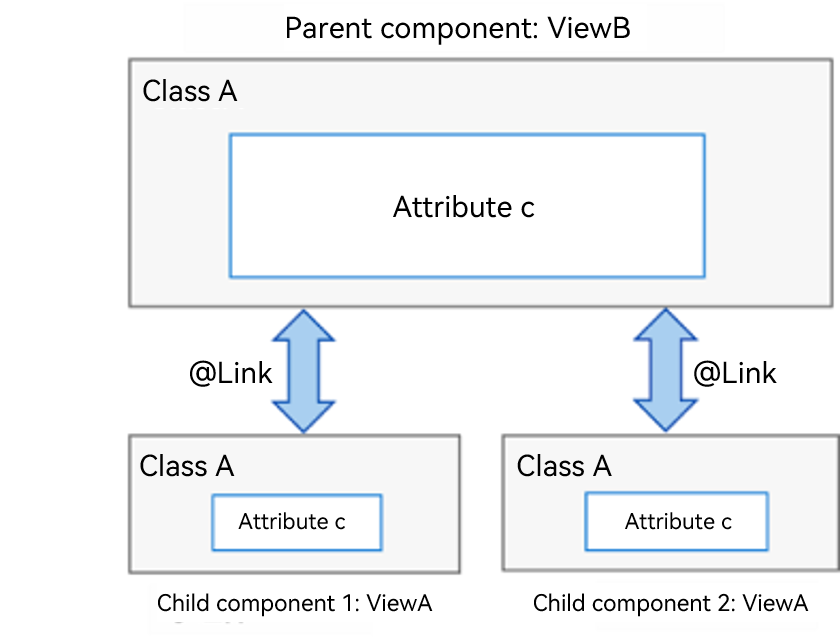 Parent component: ViewB
Class A
Attribute c
@Link
@Link
Class A
Class A
Attribute c
Attribute c
Child component 1: ViewA
Child component 2: ViewA